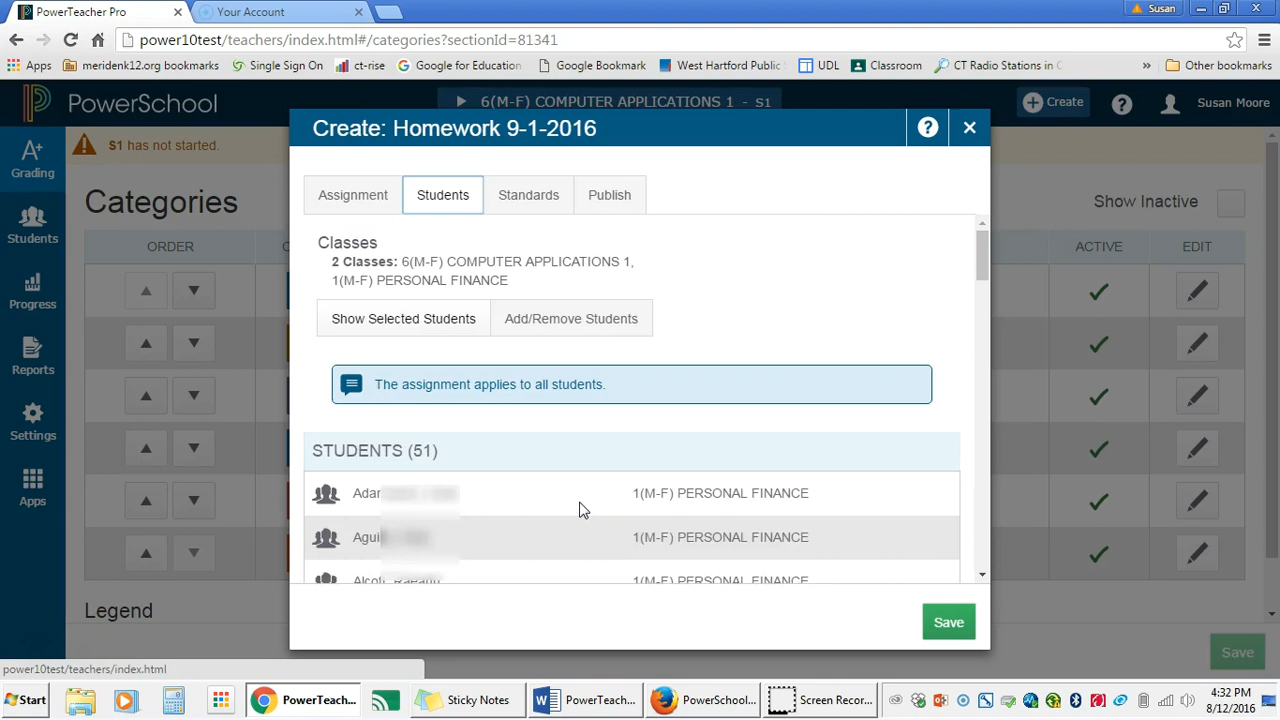 PowerTeacher Pro
Your Account
Susan
power10test/teachers/index.html#/categories?sectionId=81341
Apps
meridenk12.org bookmarks
Single Sign On
ct-rise
Google for Education
Google Bookmark
West Hartford Public
UDL
Classroom
CT Radio Stations in C
»
Other bookmarks
PowerSchool
6(M-F) COMPUTER APPLICATIONS 1 - S1
Create
Susan Moore
A+
Grading
Students
Progress
Reports
Settings
Apps
S1 has not started.
Categories
Show Inactive
ORDER
ACTIVE
EDIT
Legend
Save
Create: Homework 9-1-2016
Assignment
Students
Standards
Publish
Classes
2 Classes: 6(M-F) COMPUTER APPLICATIONS 1,
1(M-F) PERSONAL FINANCE
Show Selected Students
Add/Remove Students
The assignment applies to all students.
STUDENTS (51)
Adar
1(M-F) PERSONAL FINANCE
Agui
1(M-F) PERSONAL FINANCE
1(M-F) PERSONAL FINANCE
Save
power10test/teachers/index.html
Start
PowerTeach...
Sticky Notes...
PowerTeache...
PowerSchool...
Screen Recor...
4:32 PM
8/12/2016